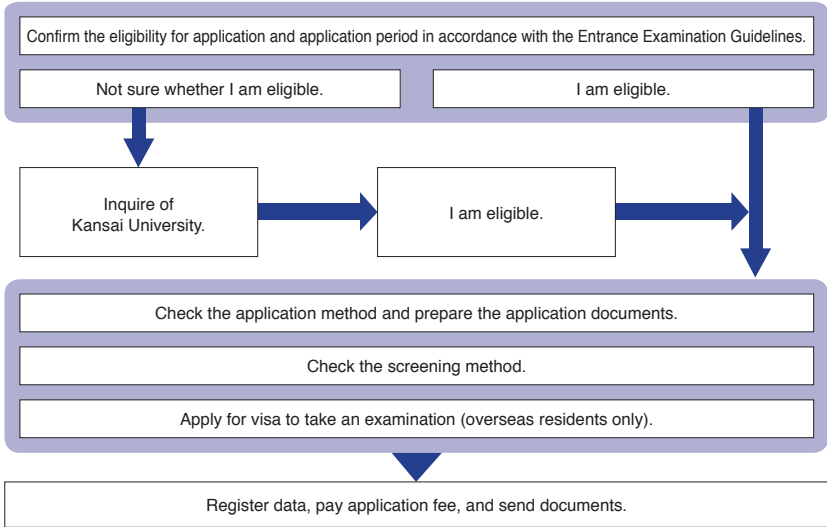 Confirm the eligibility for application and application period in accordance with the Entrance Examination Guidelines.
Not sure whether I am eligible.
I am eligible.
Inquire of
Kansai University.
I am eligible.
Check the application method and prepare the application documents.
Check the screening method.
Apply for visa to take an examination (overseas residents only).
Register data, pay application fee, and send documents.